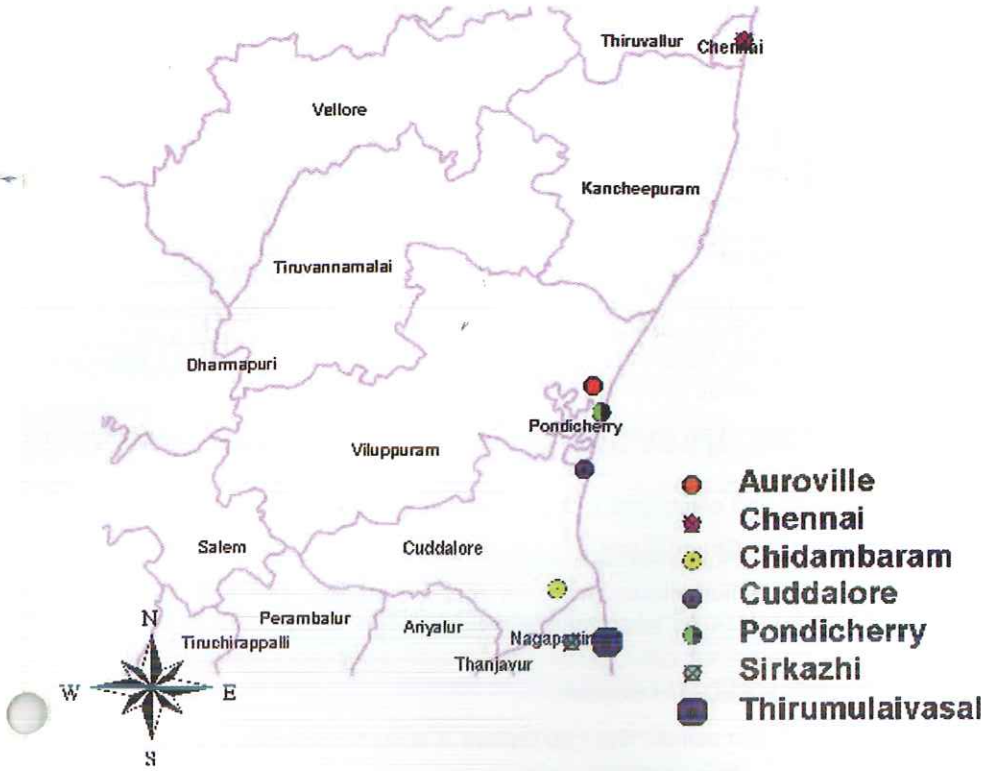 Thiruvallur
Chennai
Vellore
Kancheepuram
Tiruvannamalai
Dharmapuri
Pondicherry
Viluppuram
Salem
Cuddalore
Perambalur
Ariyalur
Tiruchirappalli
Thanjavur
N
W
E
S
Auroville
Chennai
Chidambaram
Cuddalore
Pondicherry
Sirkazhi
Thirumulaivasal